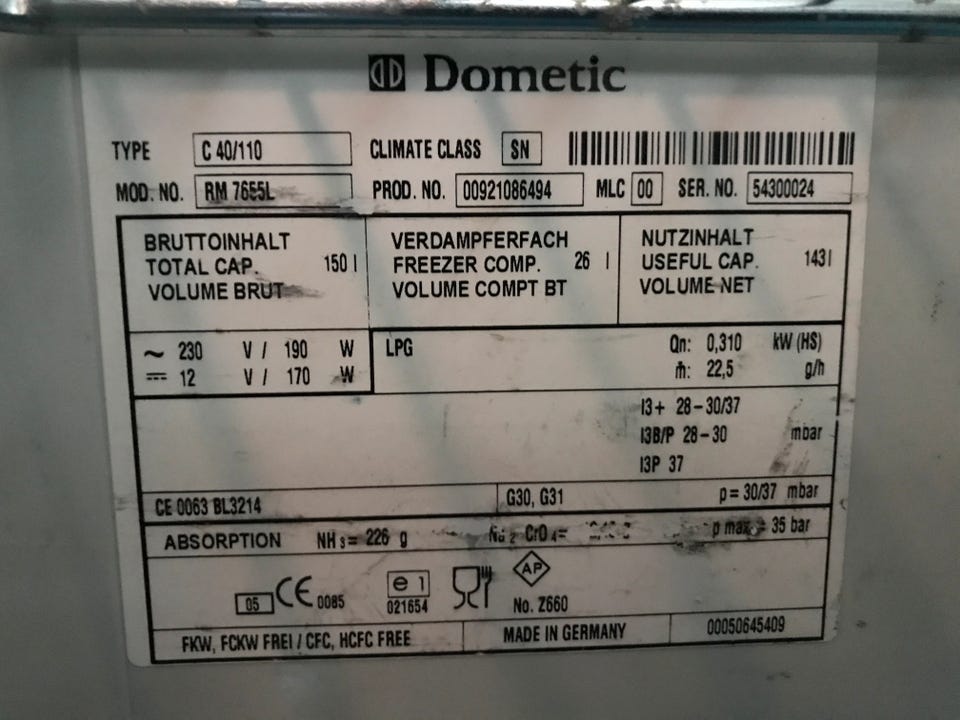 Dometic
TYPE C 40/110 CLIMATE CLASS SN
MOD. NO. RM 7655L PROD. NO. 00921086494 MLC 00 SER. NO. 54300024
BRUTTOINHALT
TOTAL CAP. 150 l
VOLUME BRUT
VERDAMPFERFACH
FREEZER COMP. 26 l
VOLUME COMPT BT
NUTZINHALT
USEFUL CAP. 143 l
VOLUME NET
~ 230 V / 190 W
⎓ 12 V / 170 W
LPG Qn: 0,310 kW (HS)
ṁ: 22,5 g/h
I3+ 28-30/37
I3B/P 28-30 mbar
I3P 37
CE 0063 BL3214 G30, G31 p = 30/37 mbar
ABSORPTION NH3 = 226 g Na2 CrO4 = p max = 35 bar
05 CE 0085
e1
021654
AP
No. Z660
FKW, FCKW FREI / CFC, HCFC FREE MADE IN GERMANY 00050645409